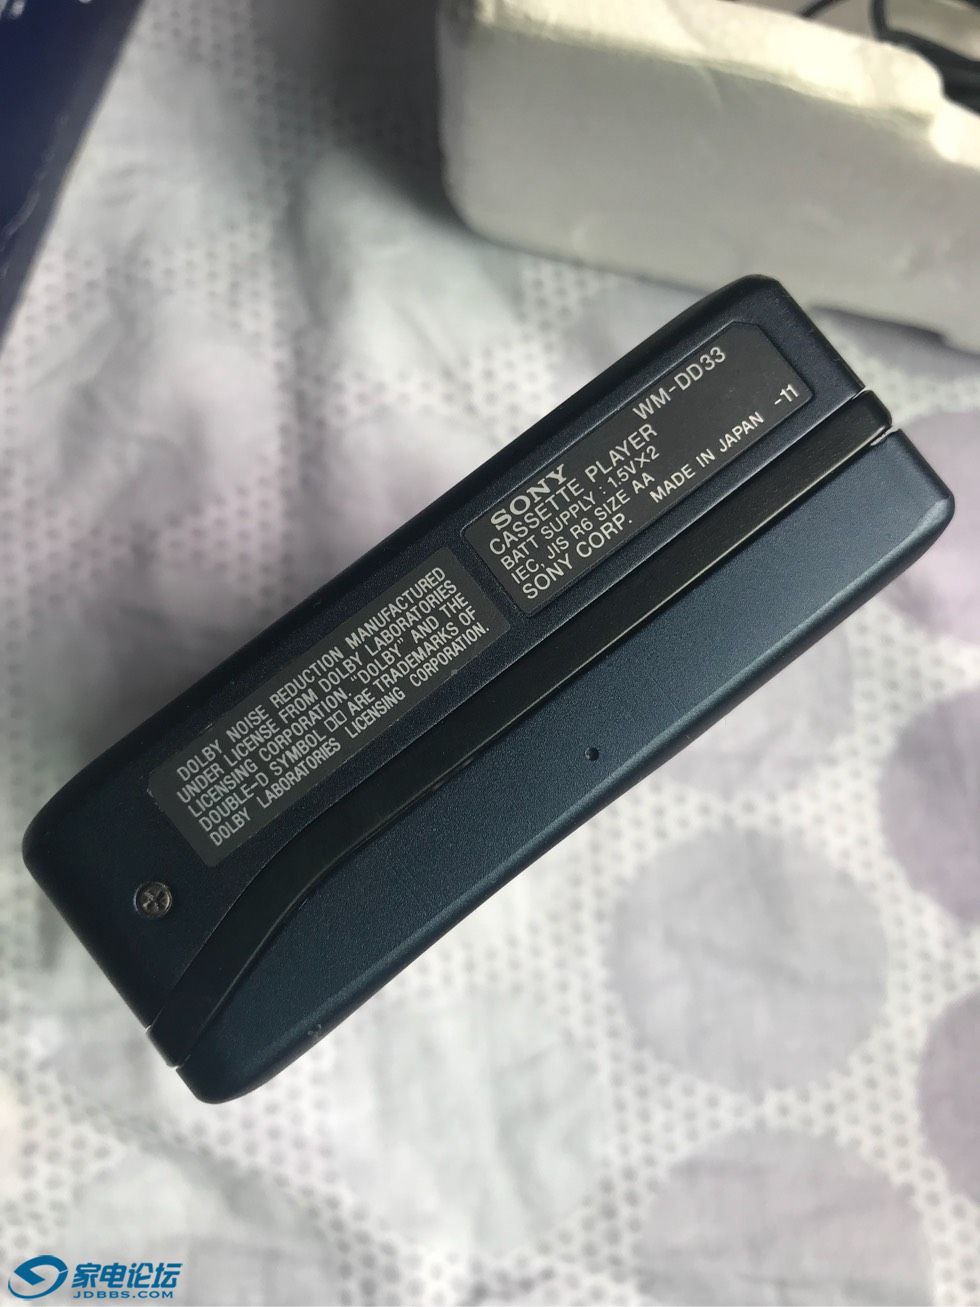 SONY
CASSETTE PLAYER WM-DD33
BATT SUPPLY : 1.5V×2
IEC, JIS R6 SIZE AA
SONY CORP. MADE IN JAPAN -11
DOLBY NOISE REDUCTION MANUFACTURED
UNDER LICENSE FROM DOLBY LABORATORIES
LICENSING CORPORATION. "DOLBY" AND THE
DOUBLE-D SYMBOL ▯▯ ARE TRADEMARKS OF
DOLBY LABORATORIES LICENSING CORPORATION.
家电论坛
JDBBS.COM